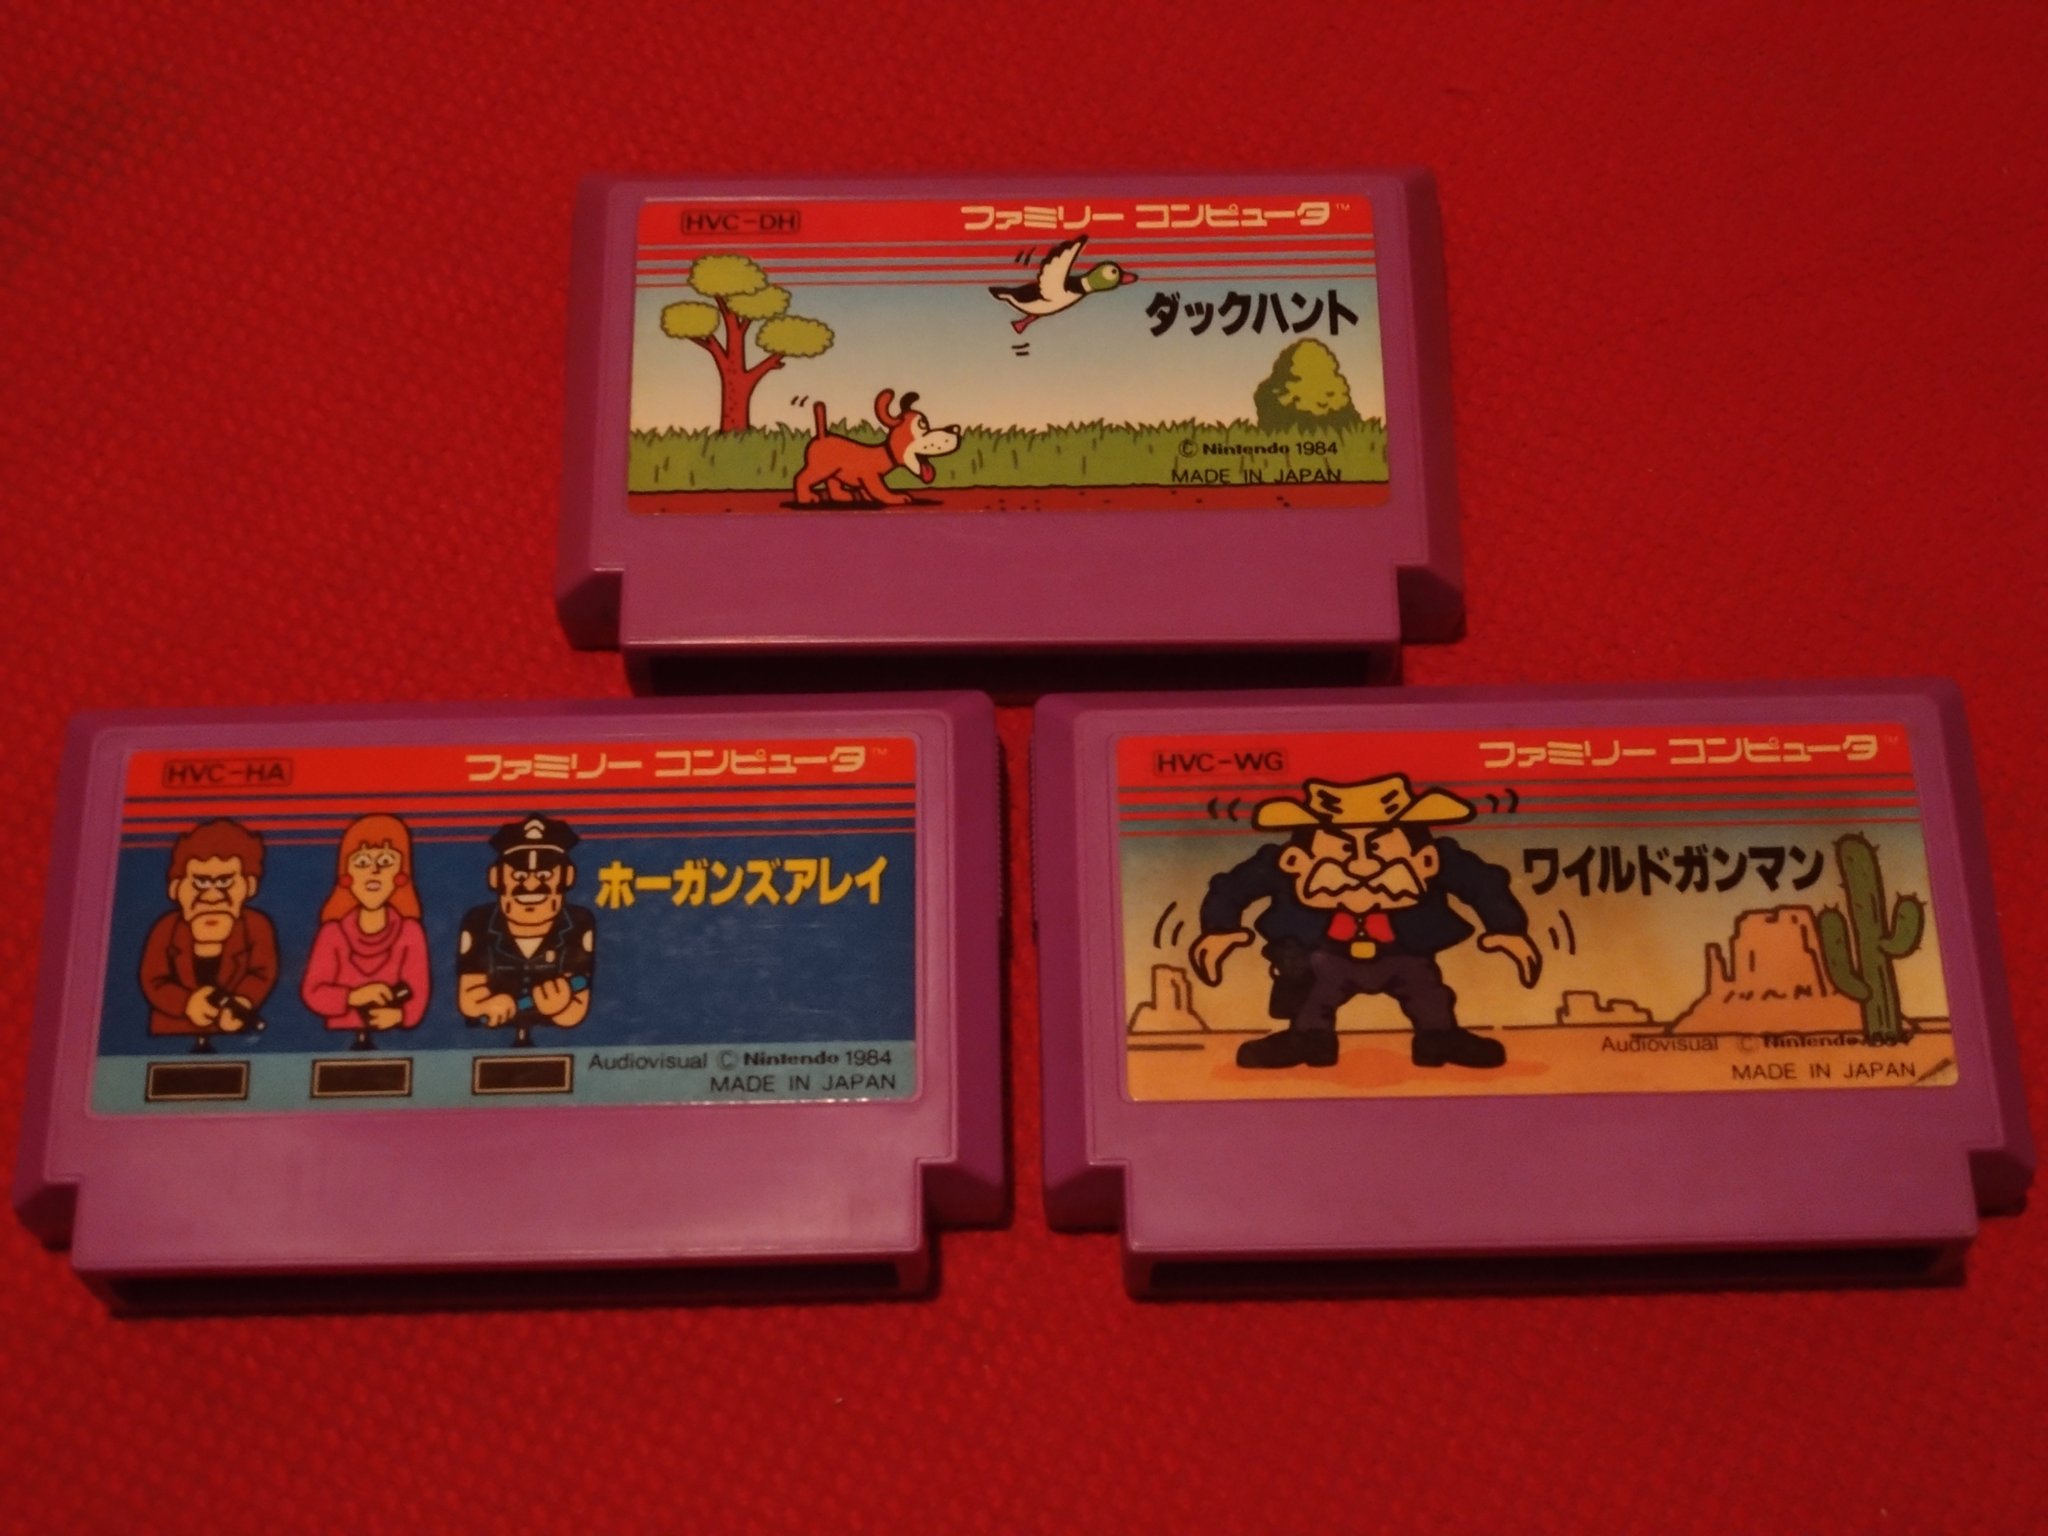 HVC-DH
ファミリー コンピュータ™
ダックハント
© Nintendo 1984
MADE IN JAPAN
HVC-HA
ファミリー コンピュータ™
ホーガンズアレイ
Audiovisual © Nintendo 1984
MADE IN JAPAN
HVC-WG
ファミリー コンピュータ™
ワイルドガンマン
Audiovisual © Nintendo 1984
MADE IN JAPAN